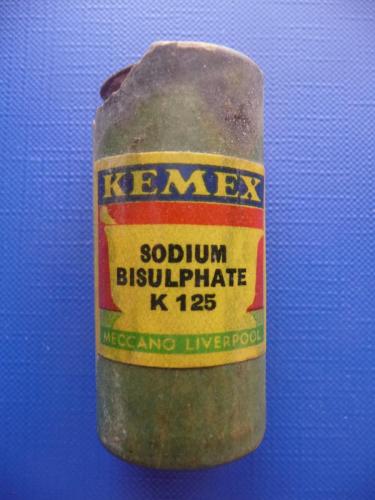 KEMEX
SODIUM
BISULPHATE
K 125
MECCANO LIVERPOOL